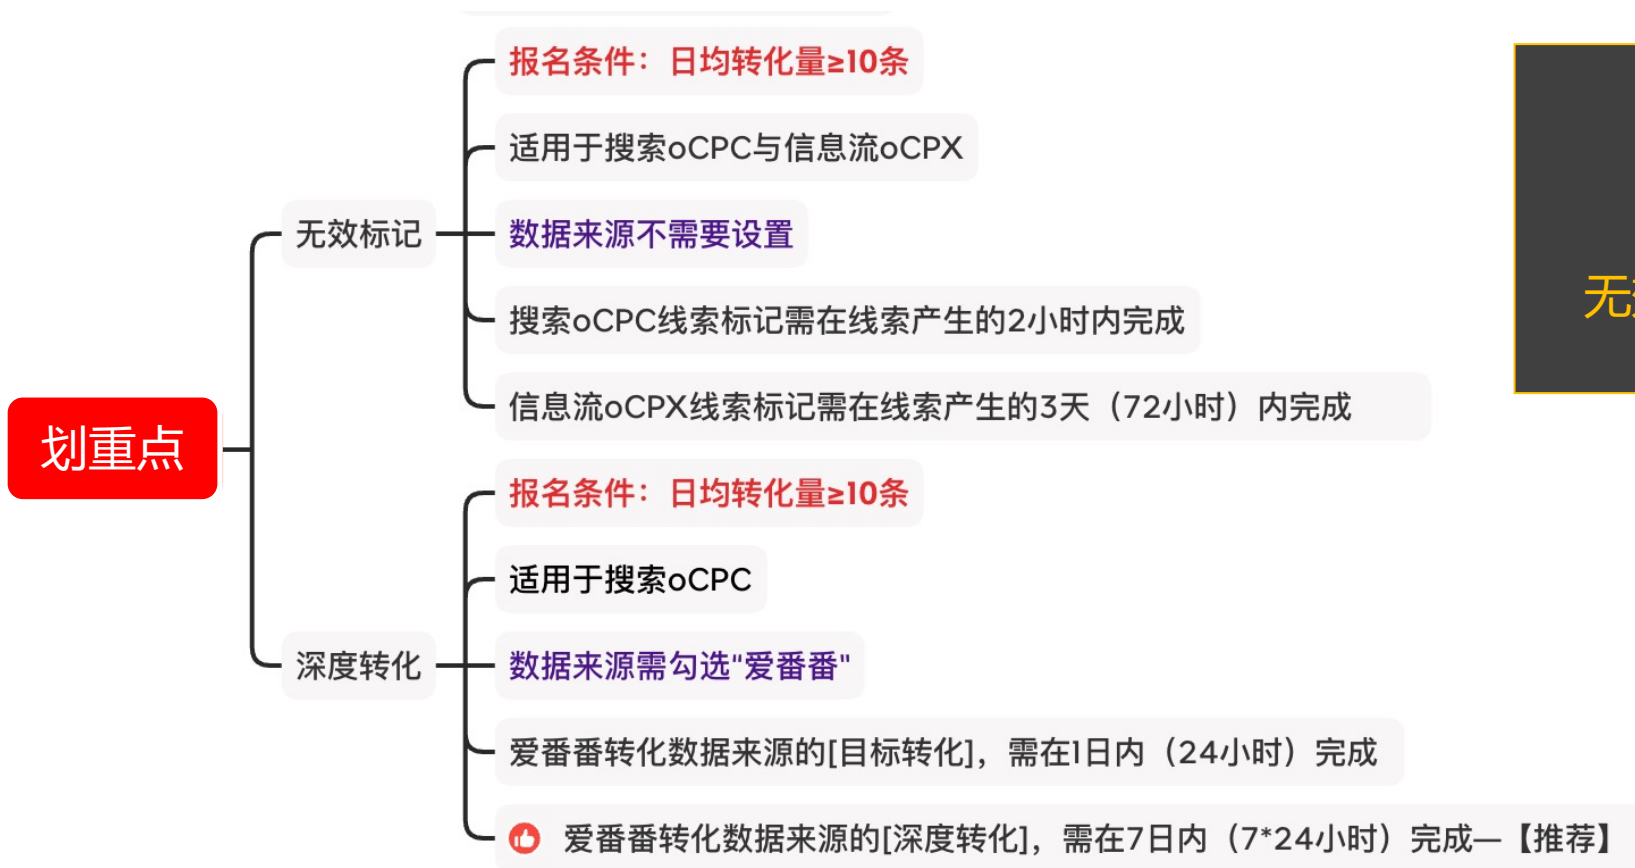 划重点
无效标记
报名条件：日均转化量≥10条
适用于搜索oCPC与信息流oCPX
数据来源不需要设置
搜索oCPC线索标记需在线索产生的2小时内完成
信息流oCPX线索标记需在线索产生的3天（72小时）内完成
深度转化
报名条件：日均转化量≥10条
适用于搜索oCPC
数据来源需勾选"爱番番"
爱番番转化数据来源的[目标转化]，需在1日内（24小时）完成
爱番番转化数据来源的[深度转化]，需在7日内（7*24小时）完成—【推荐】
无